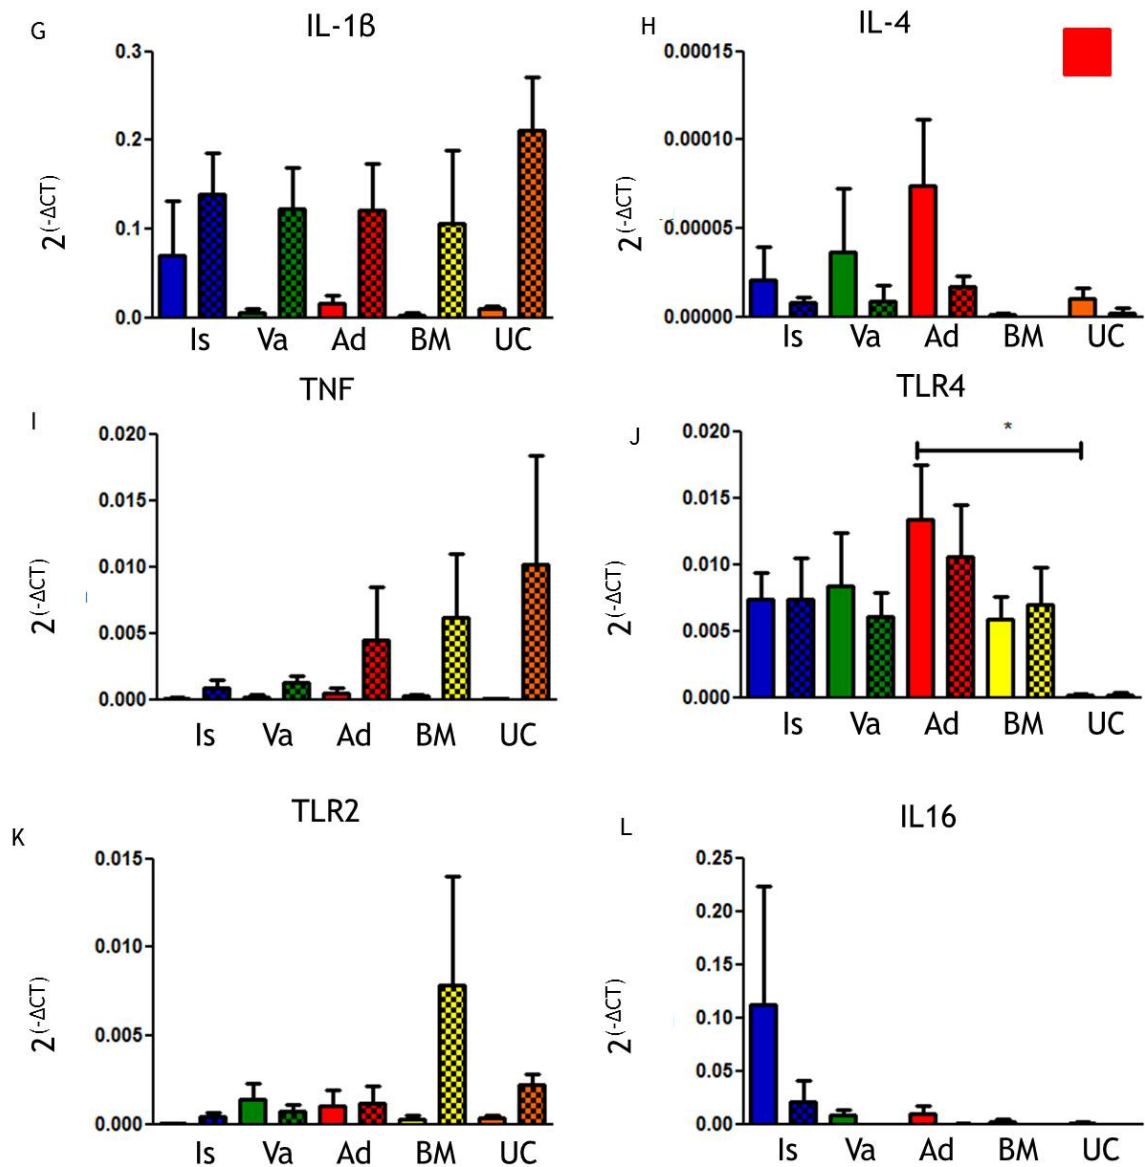 G IL-1ß
0.3
0.2
0.1
0.0
2(-ΔCT)
Is Va Ad BM UC
H IL-4
0.00015
0.00010
0.00005
0.00000
2(-ΔCT)
Is Va Ad BM UC
I TNF
0.020
0.015
0.010
0.005
0.000
2(-ΔCT)
Is Va Ad BM UC
J TLR4
0.020
0.015
0.010
0.005
0.000
2(-ΔCT)
*
Is Va Ad BM UC
K TLR2
0.015
0.010
0.005
0.000
2(-ΔCT)
Is Va Ad BM UC
L IL16
0.25
0.20
0.15
0.10
0.05
0.00
2(-ΔCT)
Is Va Ad BM UC